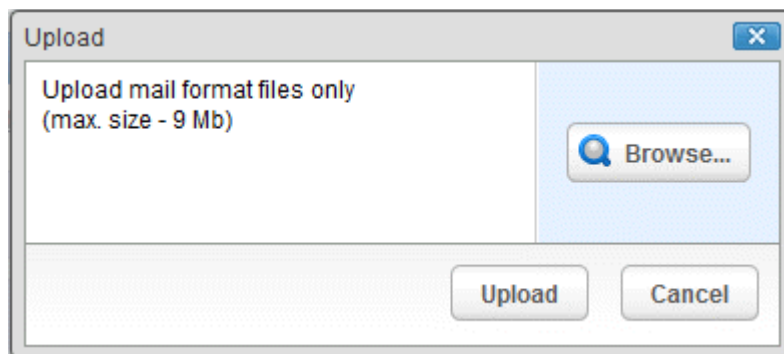 Upload
Upload mail format files only
(max. size - 9 Mb)
Browse...
Upload
Cancel